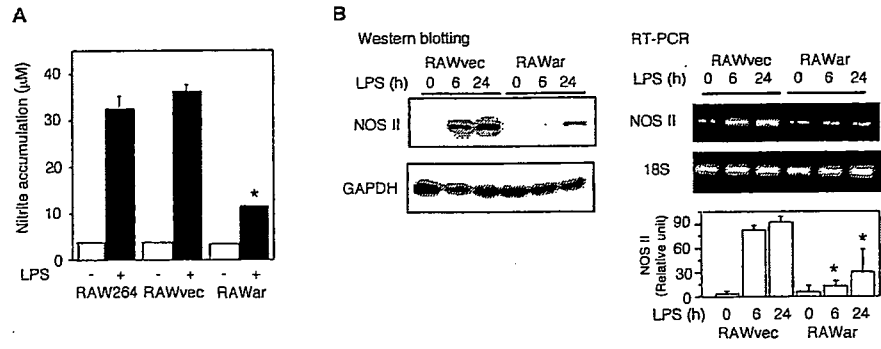 A
Nitrite accumulation (μM)
40
30
20
10
0
LPS - + - + - +
RAW264 RAWvec RAWar
*
B
Western blotting
RAWvec RAWar
LPS (h) 0 6 24 0 6 24
NOS II
GAPDH
RT-PCR
RAWvec RAWar
LPS (h) 0 6 24 0 6 24
NOS II
18S
NOS II
(Relative unit)
90
60
30
0
* *
LPS (h) 0 6 24 0 6 24
RAWvec RAWar